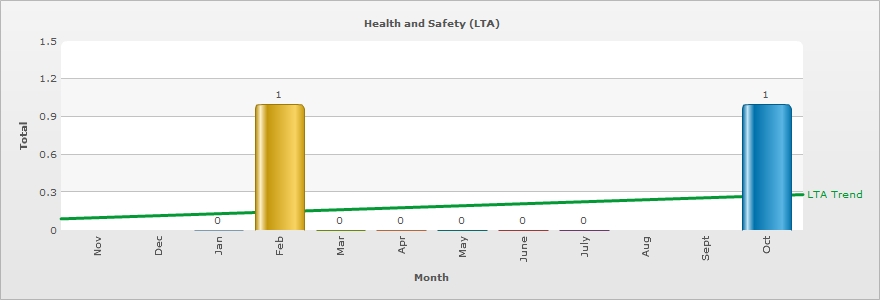 Health and Safety (LTA)
1.5
1.2
0.9
0.6
0.3
0
Total
0
1
0
0
0
0
0
1
LTA Trend
Nov
Dec
Jan
Feb
Mar
Apr
May
June
July
Aug
Sept
Oct
Month